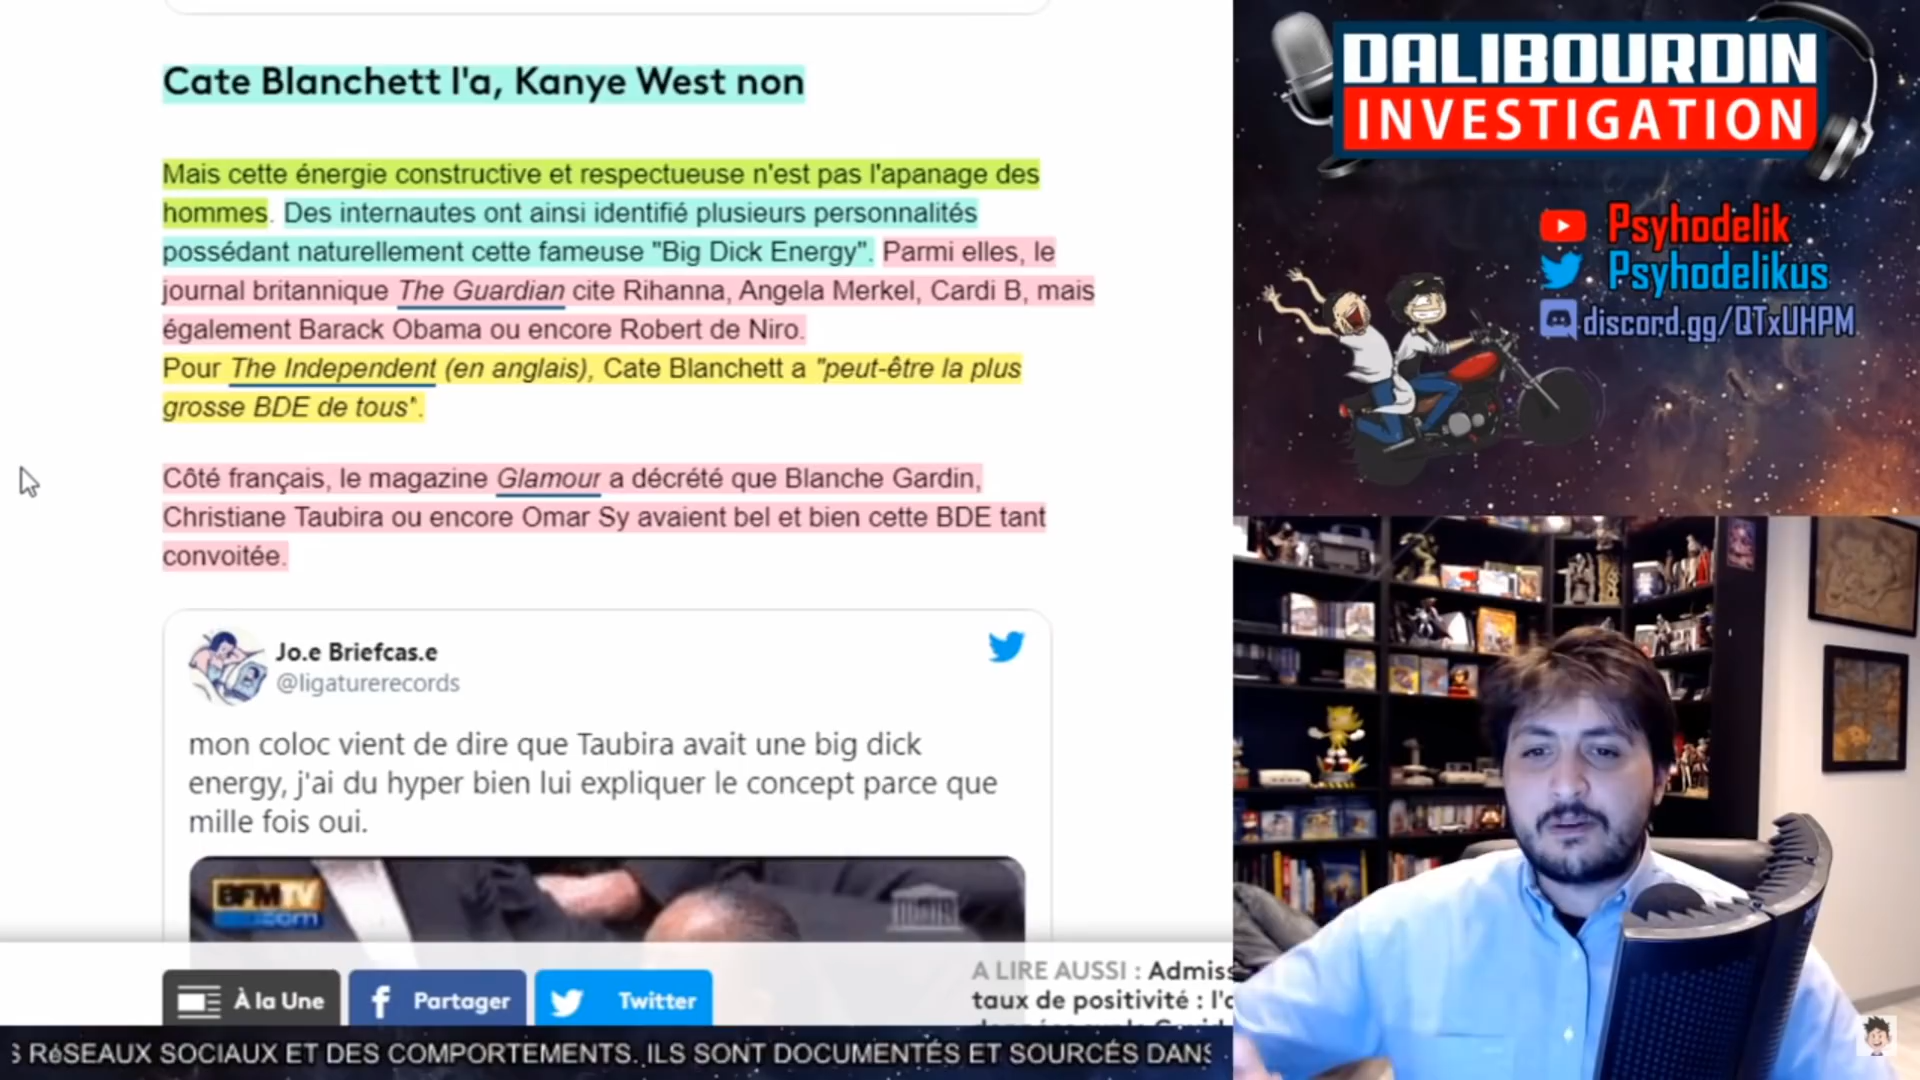 Cate Blanchett l'a, Kanye West non
Mais cette énergie constructive et respectueuse n'est pas l'apanage des
hommes. Des internautes ont ainsi identifié plusieurs personnalités
possédant naturellement cette fameuse "Big Dick Energy". Parmi elles, le
journal britannique The Guardian cite Rihanna, Angela Merkel, Cardi B, mais
également Barack Obama ou encore Robert de Niro.
Pour The Independent (en anglais), Cate Blanchett a "peut-être la plus
grosse BDE de tous".
Côté français, le magazine Glamour a décrété que Blanche Gardin,
Christiane Taubira ou encore Omar Sy avaient bel et bien cette BDE tant
convoitée.
Jo.e Briefcas.e
@ligaturerecords
mon coloc vient de dire que Taubira avait une big dick
energy, j'ai du hyper bien lui expliquer le concept parce que
mille fois oui.
BFMTV
.com
À la Une
Partager
Twitter
A LIRE AUSSI : Admiss
taux de positivité : l'
S RéSEAUX SOCIAUX ET DES COMPORTEMENTS. ILS SONT DOCUMENTÉS ET SOURCÉS DANS
DALIBOURDIN
INVESTIGATION
Psyhodelik
Psyhodelikus
discord.gg/QTxUHPM